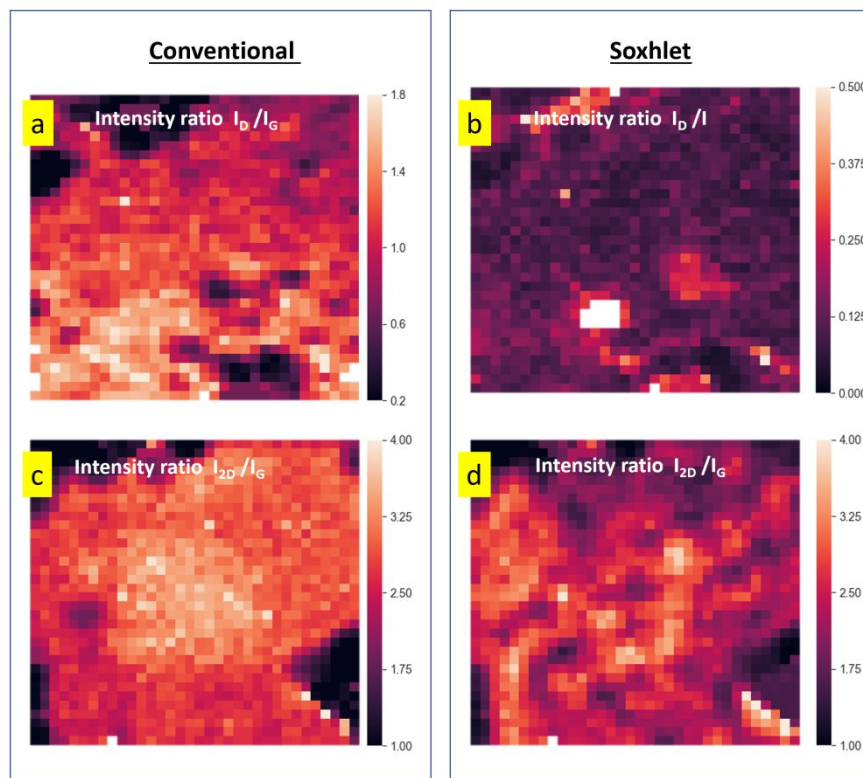 Conventional
Soxhlet
a
Intensity ratio I_D /I_G
1.8
1.4
1.0
0.6
0.2
b
Intensity ratio I_D /I
0.500
0.375
0.250
0.125
0.000
c
Intensity ratio I_2D /I_G
4.00
3.25
2.50
1.75
1.00
d
Intensity ratio I_2D /I_G
4.00
3.25
2.50
1.75
1.00